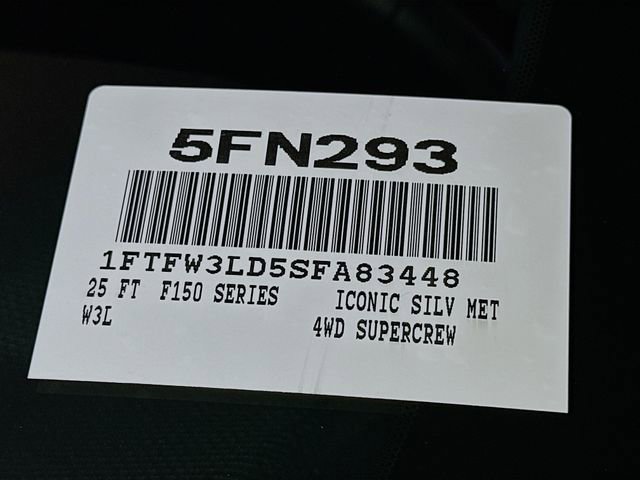 5FN293
1FTFW3LD5SFA83448
25 FT F150 SERIES ICONIC SILV MET
W3L 4WD SUPERCREW